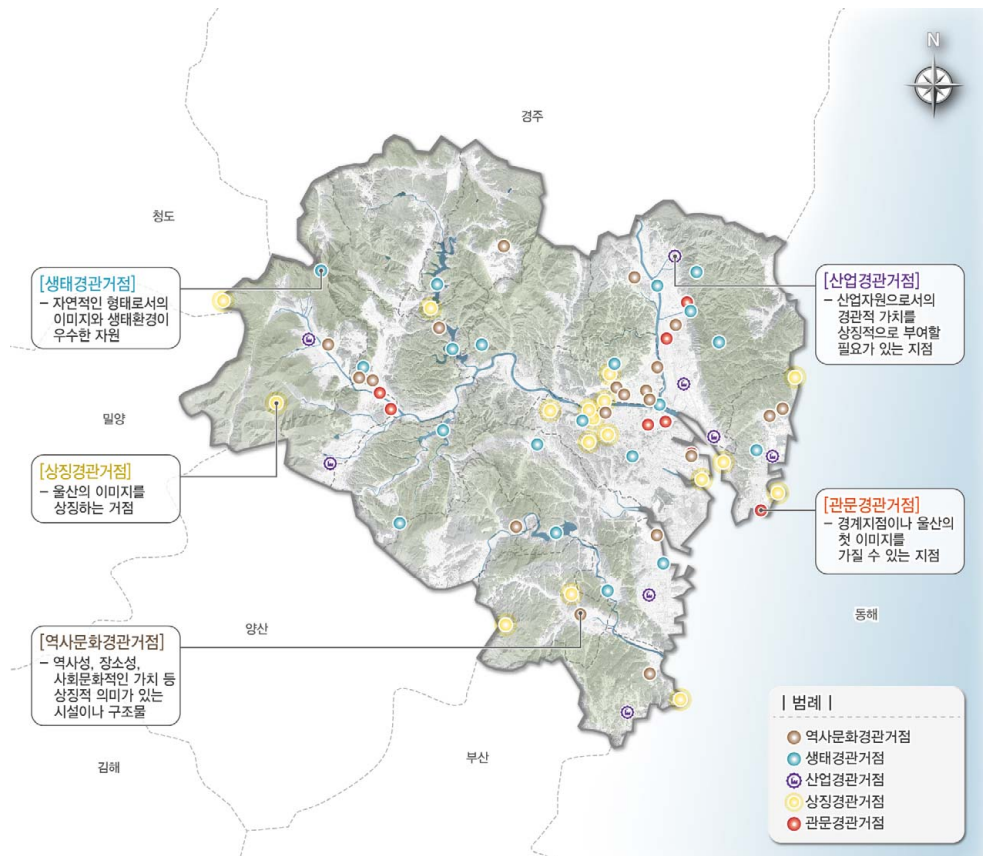 N
경주
청도
[생태경관거점]
– 자연적인 형태로서의
이미지와 생태환경이
우수한 자원
[산업경관거점]
– 산업자원으로서의
경관적 가치를
상징적으로 부여할
필요가 있는 지점
밀양
[상징경관거점]
– 울산의 이미지를
상징하는 거점
[관문경관거점]
– 경계지점이나 울산의
첫 이미지를
가질 수 있는 지점
동해
양산
[역사문화경관거점]
– 역사성, 장소성,
사회문화적인 가치 등
상징적 의미가 있는
시설이나 구조물
부산
김해
| 범례 |
역사문화경관거점
생태경관거점
산업경관거점
상징경관거점
관문경관거점